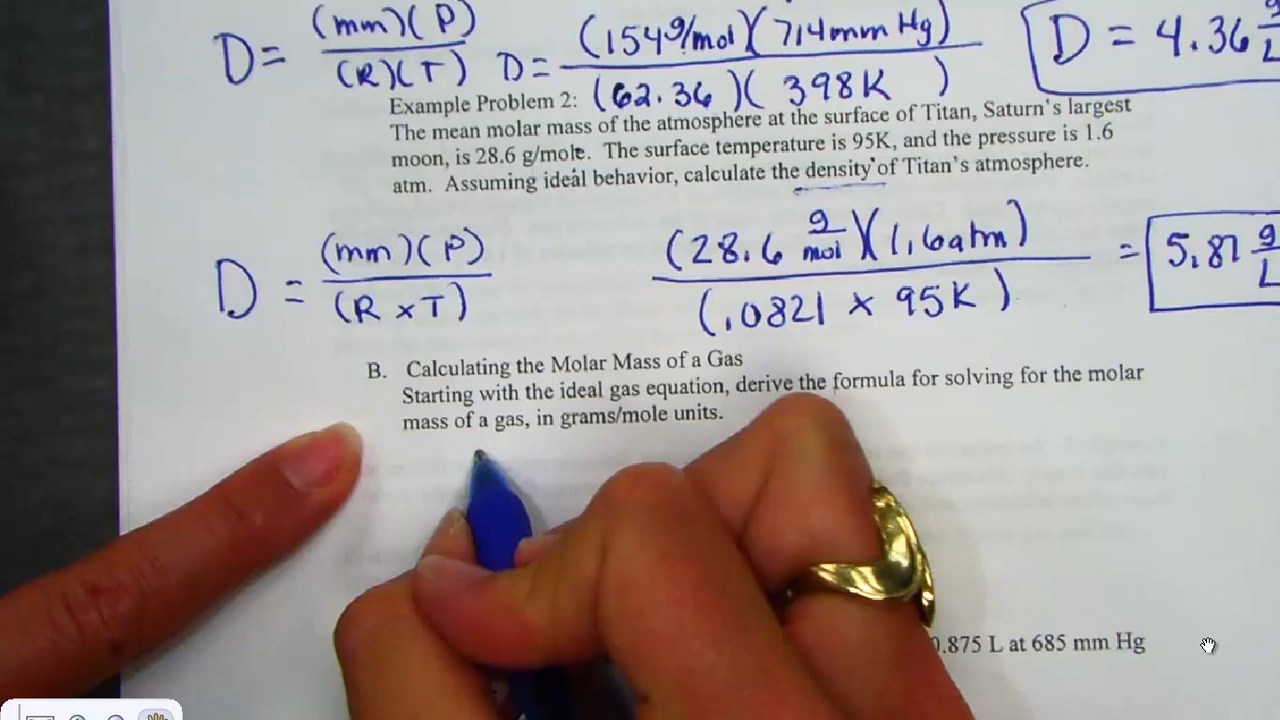 D = (mm)(P) / (R)(T) D = (154 g/mol)(714 mm Hg) / (62.36)(398K) D = 4.36 g/L
Example Problem 2:
The mean molar mass of the atmosphere at the surface of Titan, Saturn's largest
moon, is 28.6 g/mole. The surface temperature is 95K, and the pressure is 1.6
atm. Assuming ideal behavior, calculate the density of Titan's atmosphere.
D = (mm)(P) / (R x T) (28.6 g/mol)(1.6atm) / (.0821 x 95K) = 5.87 g/L
B. Calculating the Molar Mass of a Gas
Starting with the ideal gas equation, derive the formula for solving for the molar
mass of a gas, in grams/mole units.
0.875 L at 685 mm Hg